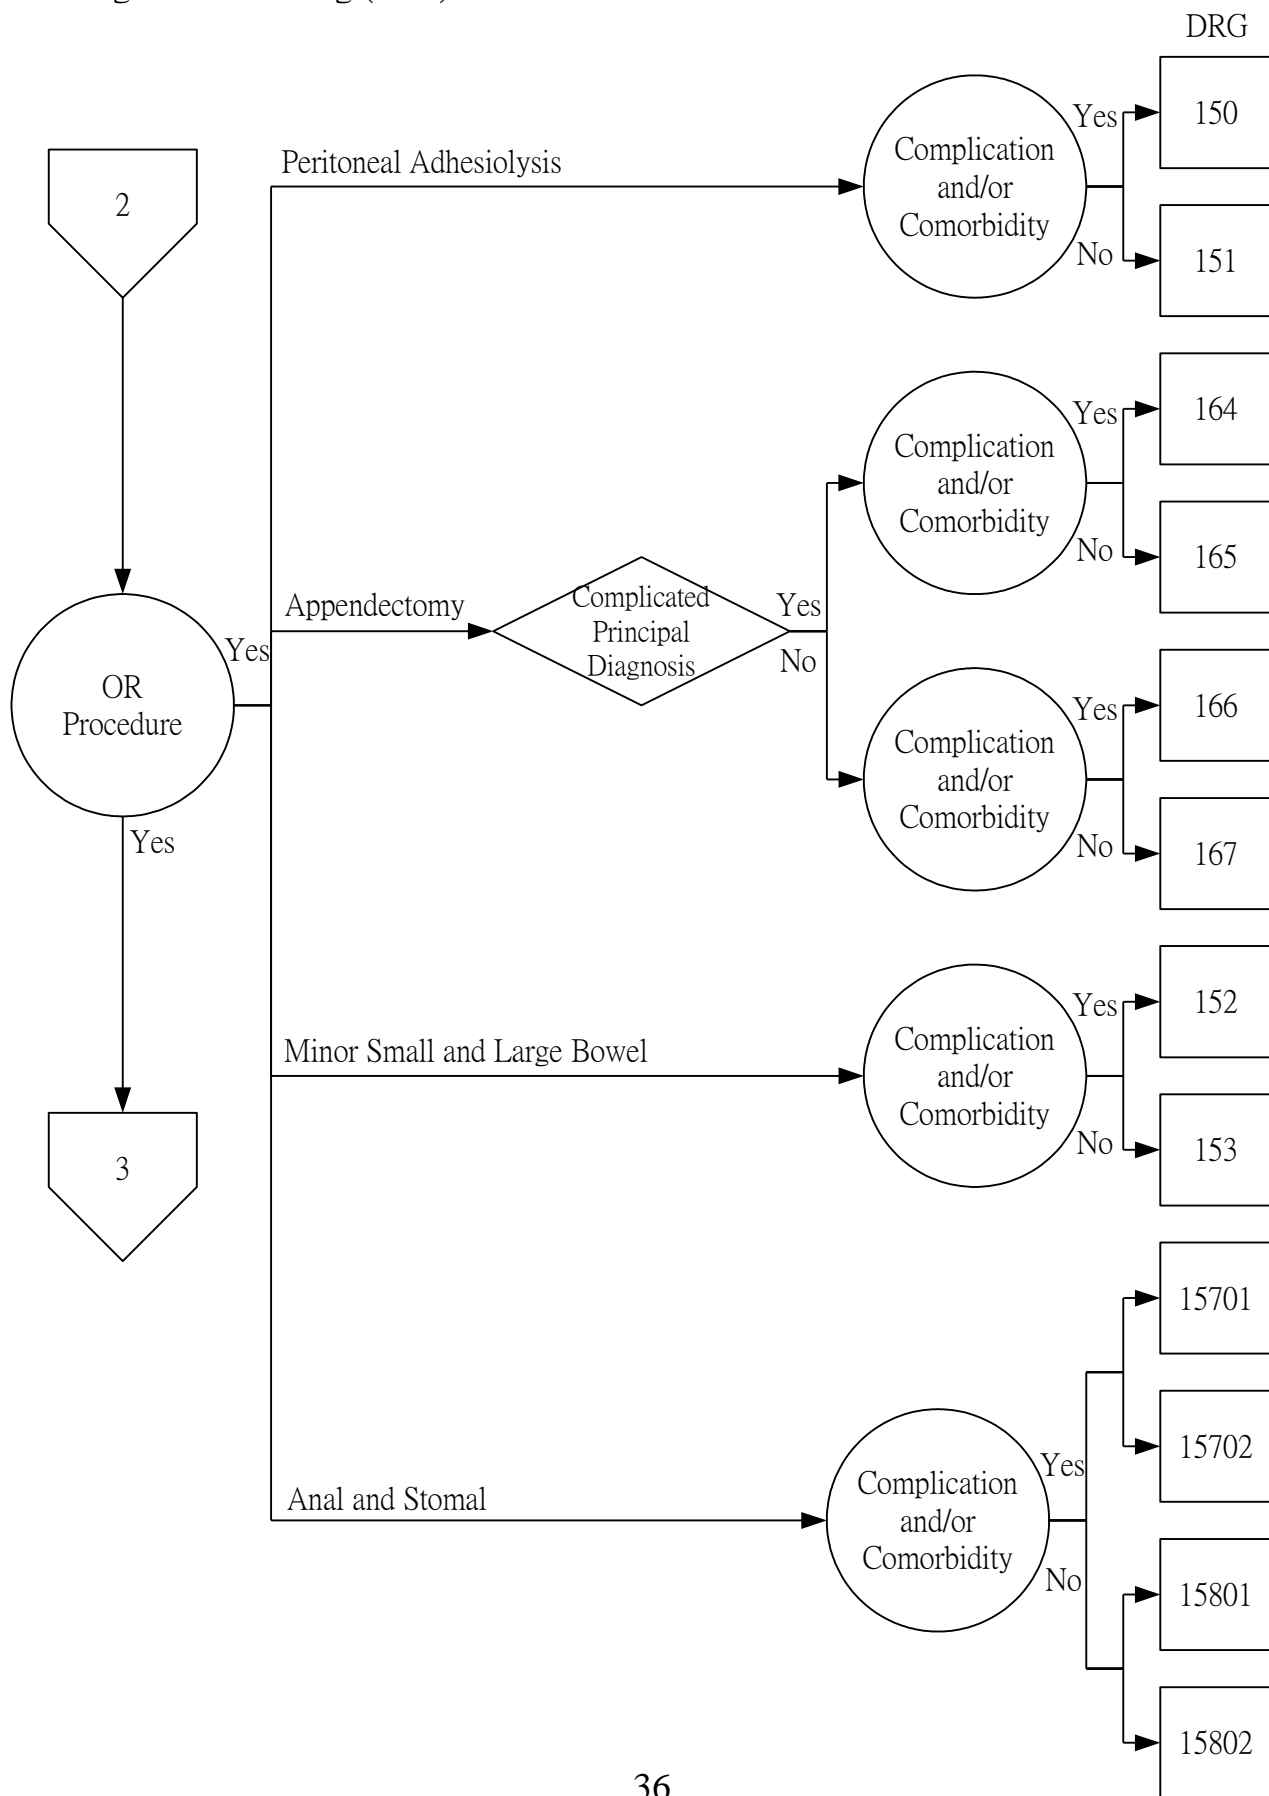 DRG
2
Peritoneal Adhesiolysis
Complication
and/or
Comorbidity
Yes
No
150
151
OR
Procedure
Yes
Yes
Appendectomy
Complicated
Principal
Diagnosis
Yes
No
Complication
and/or
Comorbidity
Yes
No
164
165
Complication
and/or
Comorbidity
Yes
No
166
167
Minor Small and Large Bowel
Complication
and/or
Comorbidity
Yes
No
152
153
3
Anal and Stomal
Complication
and/or
Comorbidity
Yes
No
15701
15702
15801
15802
36